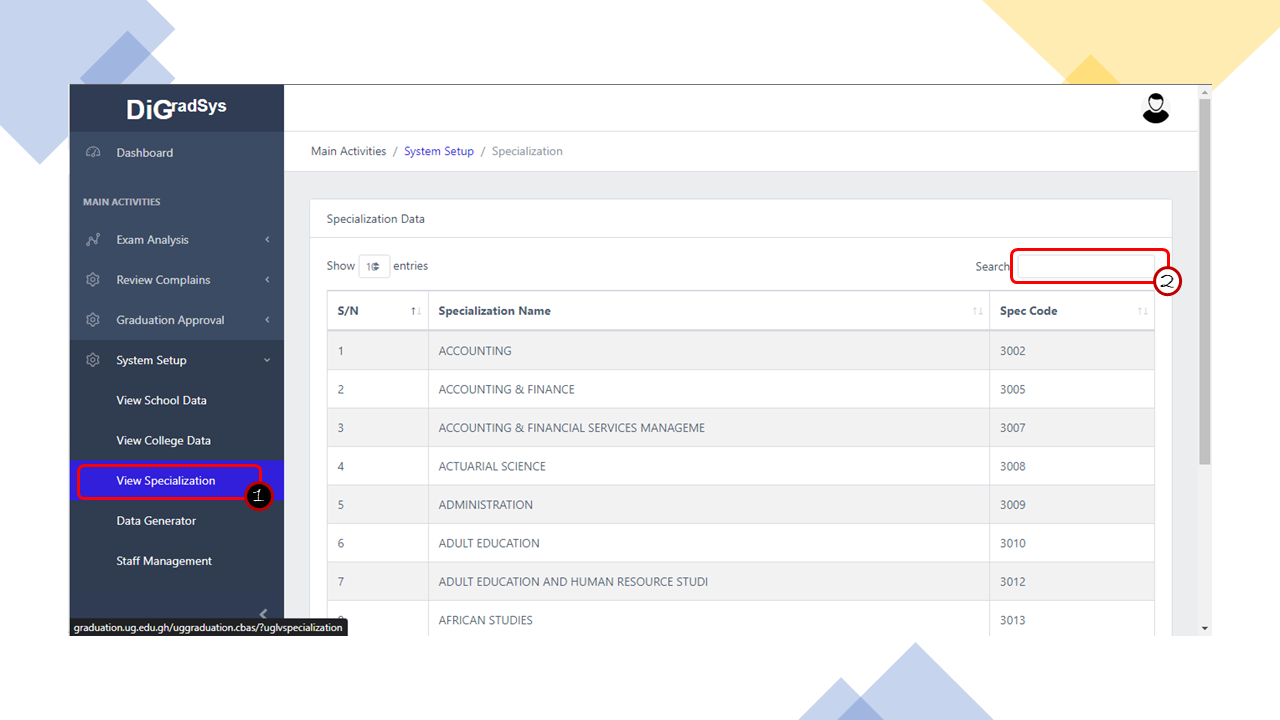 DiGradSys
Dashboard
MAIN ACTIVITIES
Exam Analysis
Review Complains
Graduation Approval
System Setup
View School Data
View College Data
View Specialization
1
Data Generator
Staff Management
graduation.ug.edu.gh/uggraduation.cbas/?uglvspecialization
Main Activities / System Setup / Specialization
Specialization Data
Show entries
Search
2
S/N Specialization Name Spec Code
1 ACCOUNTING 3002
2 ACCOUNTING & FINANCE 3005
3 ACCOUNTING & FINANCIAL SERVICES MANAGEME 3007
4 ACTUARIAL SCIENCE 3008
5 ADMINISTRATION 3009
6 ADULT EDUCATION 3010
7 ADULT EDUCATION AND HUMAN RESOURCE STUDI 3012
AFRICAN STUDIES 3013